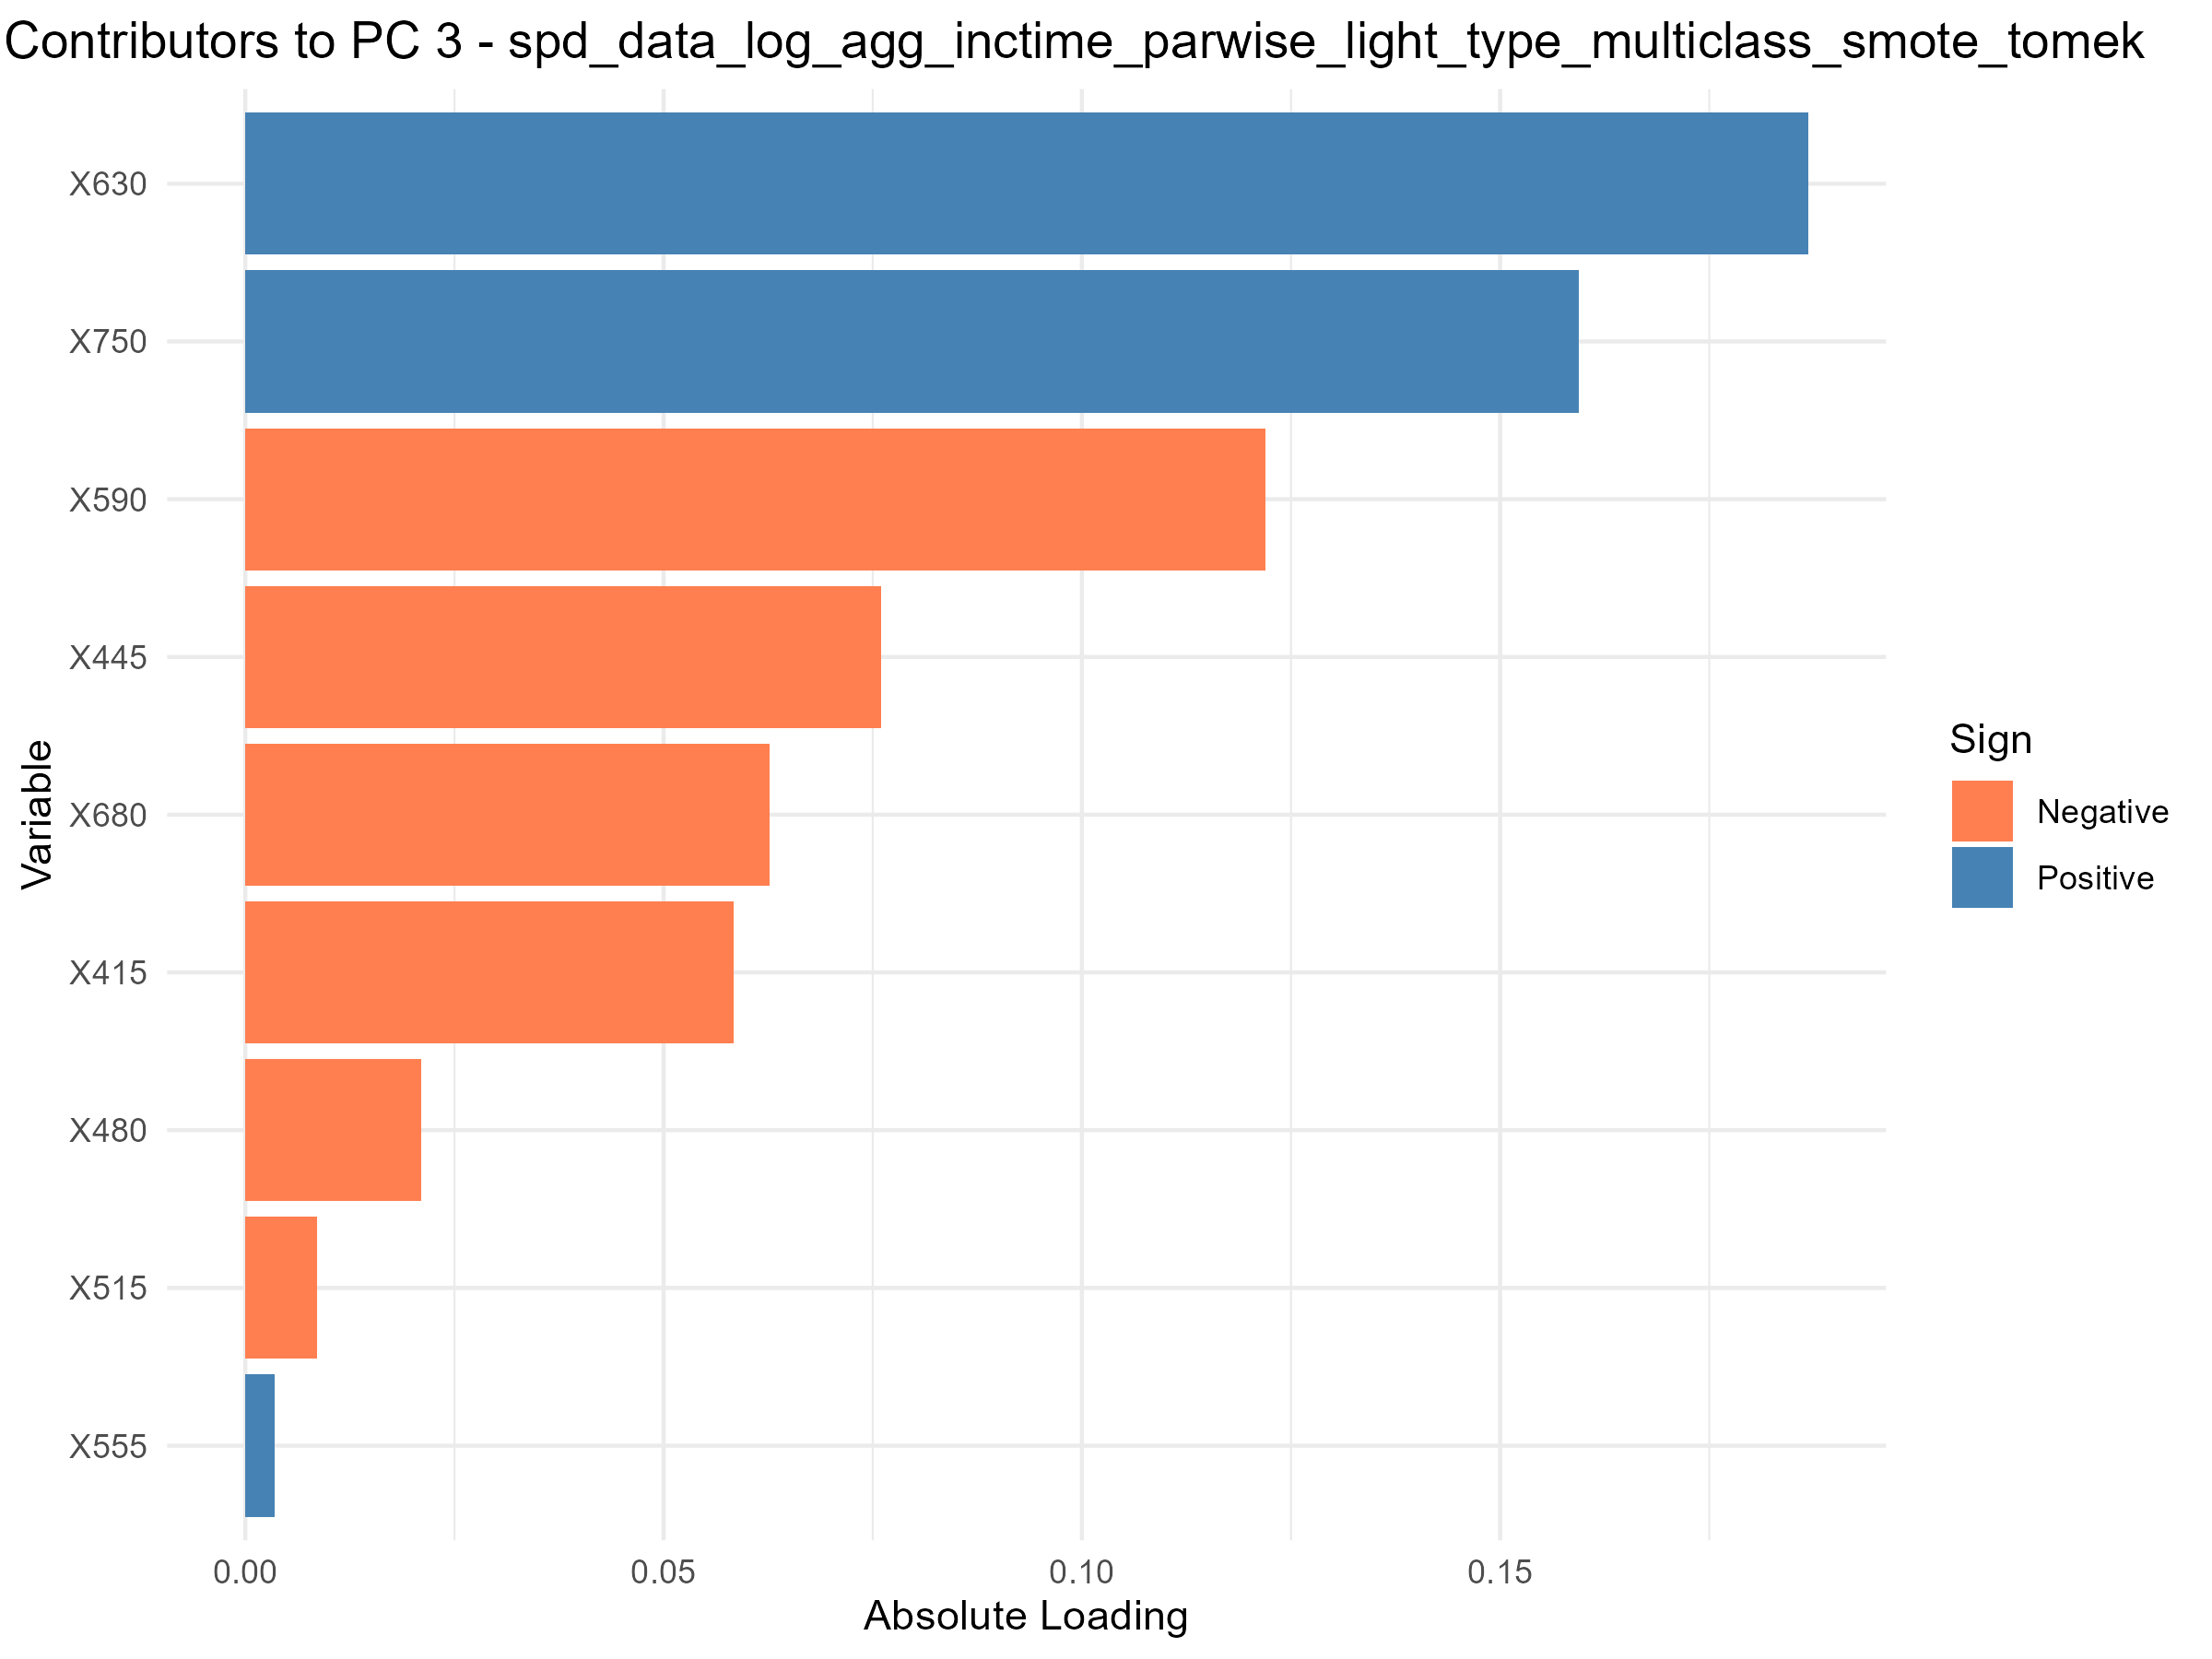 Contributors to PC 3 - spd_data_log_agg_inctime_parwise_light_type_multiclass_smote_tomek
X630
X750
X590
X445
X680
X415
X480
X515
X555
Variable
0.00
0.05
0.10
0.15
Absolute Loading
Sign
Negative
Positive